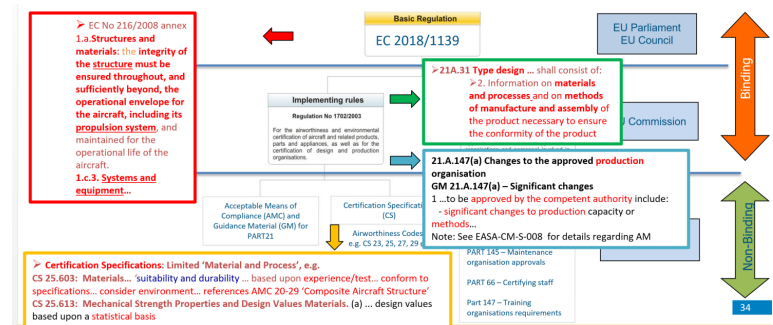 ➢ EC No 216/2008 annex
1.a.Structures and
materials: the integrity of
the structure must be
ensured throughout, and
sufficiently beyond, the
operational envelope for
the aircraft, including its
propulsion system, and
maintained for the
operational life of the
aircraft.
1.c.3. Systems and
equipment…
Basic Regulation
EC 2018/1139
EU Parliament
EU Council
Binding
Implementing rules
Regulation No 1702/2003
For the airworthiness and environmental
certification of aircraft and related products,
parts and appliances, as well as for the
certification of design and production
organisations.
➢21A.31 Type design … shall consist of:
➢2. Information on materials
and processes and on methods
of manufacture and assembly of
the product necessary to ensure
the conformity of the product
Commission
21.A.147(a) Changes to the approved production
organisation
GM 21.A.147(a) – Significant changes
1 …to be approved by the competent authority include:
- significant changes to production capacity or
methods…
Note: See EASA-CM-S-008 for details regarding AM
Acceptable Means of
Compliance (AMC) and
Guidance Material (GM) for
PART21
Certification Specificati
(CS)
Airworthiness Codes
e.g. CS 23, 25, 27, 29
PART 145 – Maintenance
organisation approvals
PART 66 – Certifying staff
Part 147 – Training
organisations requirements
Non-Binding
➢ Certification Specifications: Limited ‘Material and Process’, e.g.
CS 25.603: Materials… ‘suitability and durability … based upon experience/test… conform to
specifications… consider environment… references AMC 20-29 ‘Composite Aircraft Structure’
CS 25.613: Mechanical Strength Properties and Design Values Materials. (a) … design values
based upon a statistical basis
34